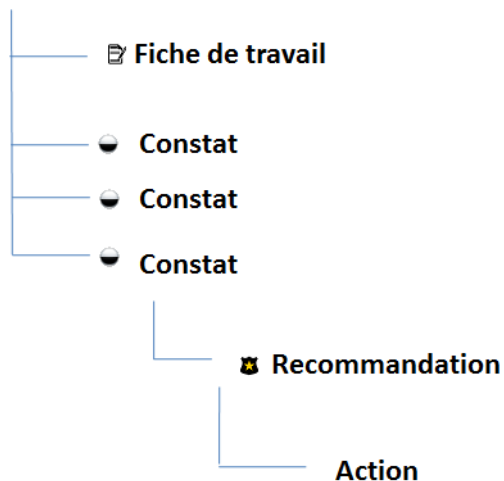 Fiche de travail
Constat
Constat
Constat
Recommandation
Action